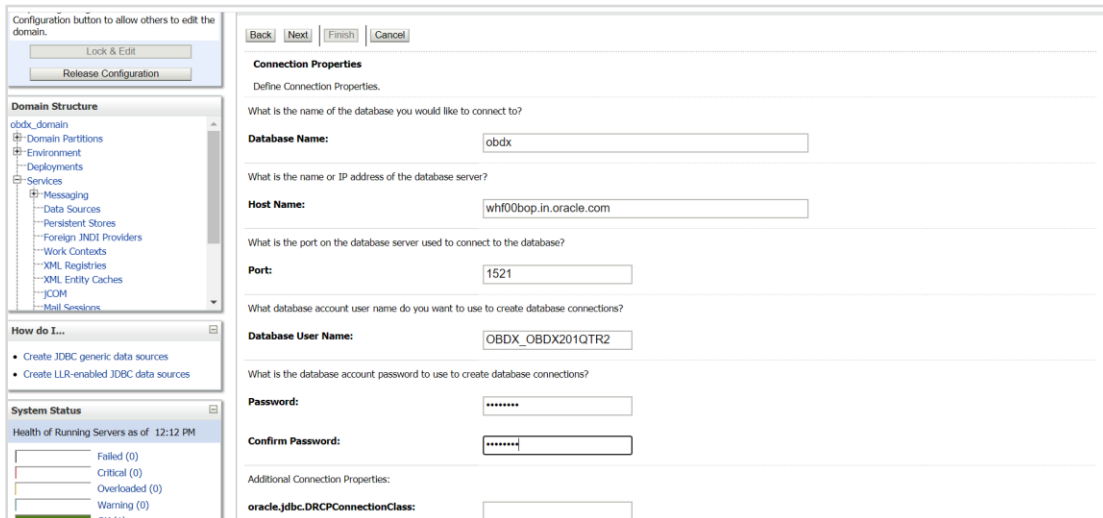 Configuration button to allow others to edit the
domain.
Lock & Edit
Release Configuration
Domain Structure
obdx_domain
Domain Partitions
Environment
Deployments
Services
Messaging
Data Sources
Persistent Stores
Foreign JNDI Providers
Work Contexts
XML Registries
XML Entity Caches
jCOM
Mail Sessions
How do I...
Create JDBC generic data sources
Create LLR-enabled JDBC data sources
System Status
Health of Running Servers as of 12:12 PM
Failed (0)
Critical (0)
Overloaded (0)
Warning (0)
Back Next Finish Cancel
Connection Properties
Define Connection Properties.
What is the name of the database you would like to connect to?
Database Name: obdx
What is the name or IP address of the database server?
Host Name: whf00bop.in.oracle.com
What is the port on the database server used to connect to the database?
Port: 1521
What database account user name do you want to use to create database connections?
Database User Name: OBDX_OBDX201QTR2
What is the database account password to use to create database connections?
Password: ••••••••
Confirm Password: ••••••••
Additional Connection Properties:
oracle.jdbc.DRCPConnectionClass: